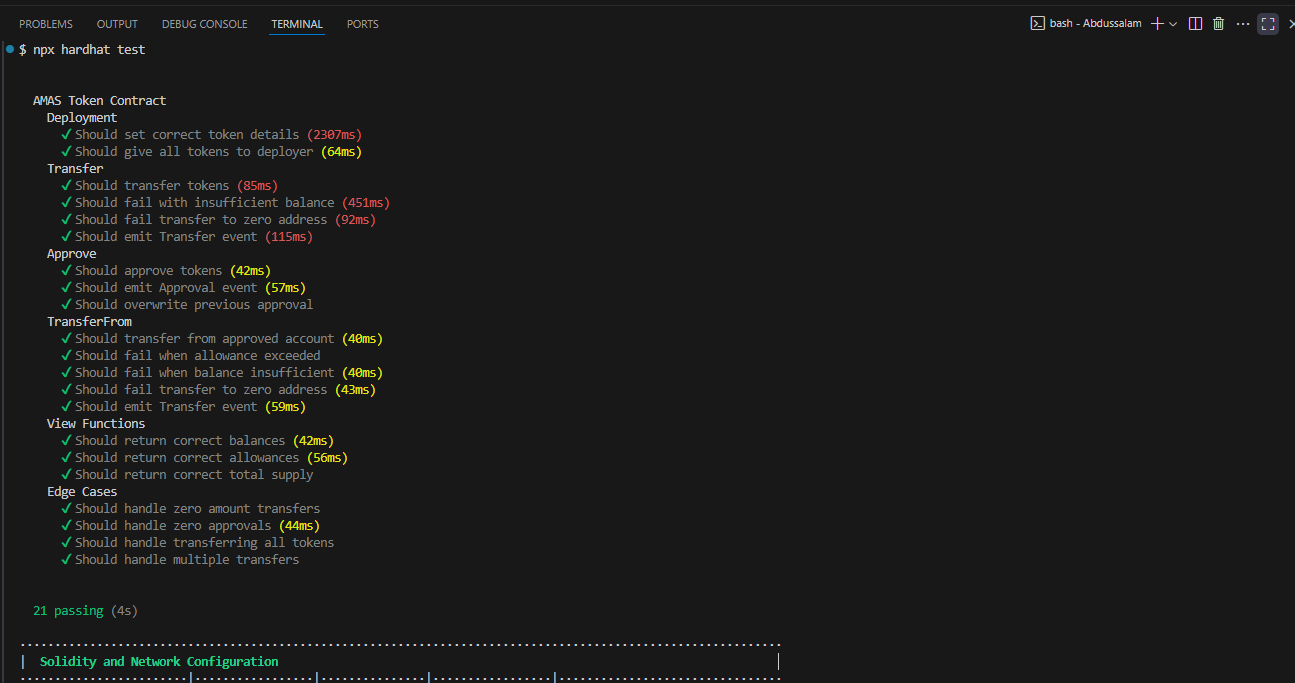 PROBLEMS OUTPUT DEBUG CONSOLE TERMINAL PORTS bash - Abdussalam
$ npx hardhat test
AMAS Token Contract
Deployment
✓ Should set correct token details (2307ms)
✓ Should give all tokens to deployer (64ms)
Transfer
✓ Should transfer tokens (85ms)
✓ Should fail with insufficient balance (451ms)
✓ Should fail transfer to zero address (92ms)
✓ Should emit Transfer event (115ms)
Approve
✓ Should approve tokens (42ms)
✓ Should emit Approval event (57ms)
✓ Should overwrite previous approval
TransferFrom
✓ Should transfer from approved account (40ms)
✓ Should fail when allowance exceeded
✓ Should fail when balance insufficient (40ms)
✓ Should fail transfer to zero address (43ms)
✓ Should emit Transfer event (59ms)
View Functions
✓ Should return correct balances (42ms)
✓ Should return correct allowances (56ms)
✓ Should return correct total supply
Edge Cases
✓ Should handle zero amount transfers
✓ Should handle zero approvals (44ms)
✓ Should handle transferring all tokens
✓ Should handle multiple transfers
21 passing (4s)
| Solidity and Network Configuration |